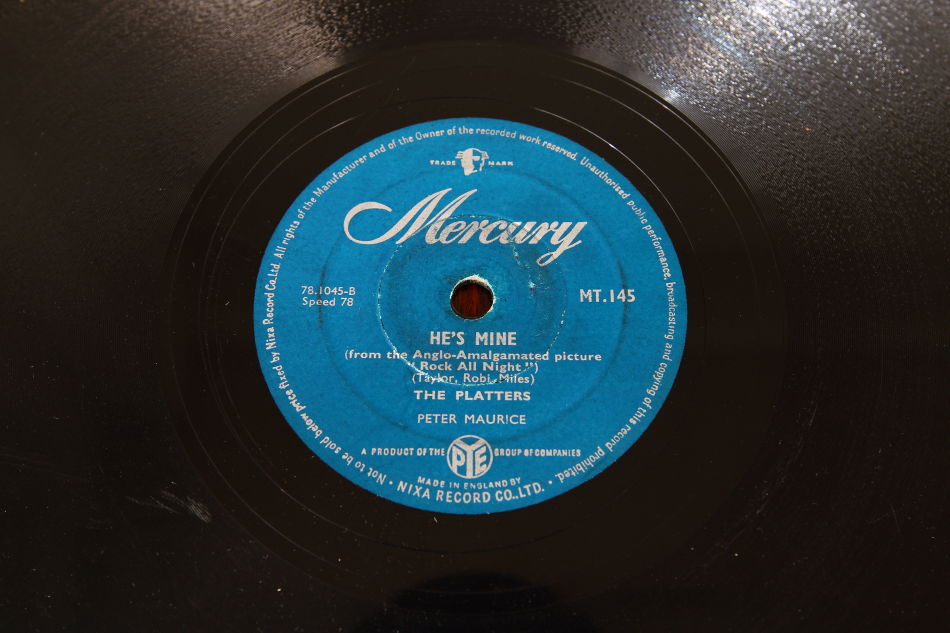 TRADE MARK
Mercury
78.1045-B
Speed 78
MT.145
HE'S MINE
(from the Anglo-Amalgamated picture
"Rock All Night")
(Taylor, Robi, Miles)
THE PLATTERS
PETER MAURICE
A PRODUCT OF THE PYE GROUP OF COMPANIES
MADE IN ENGLAND BY
• NIXA RECORD CO., LTD. •
Not to be sold below price fixed by Nixa Record Co. Ltd. All rights of the Manufacturer and of the Owner of the recorded work reserved. Unauthorised public performance, broadcasting and copying of this record prohibited.